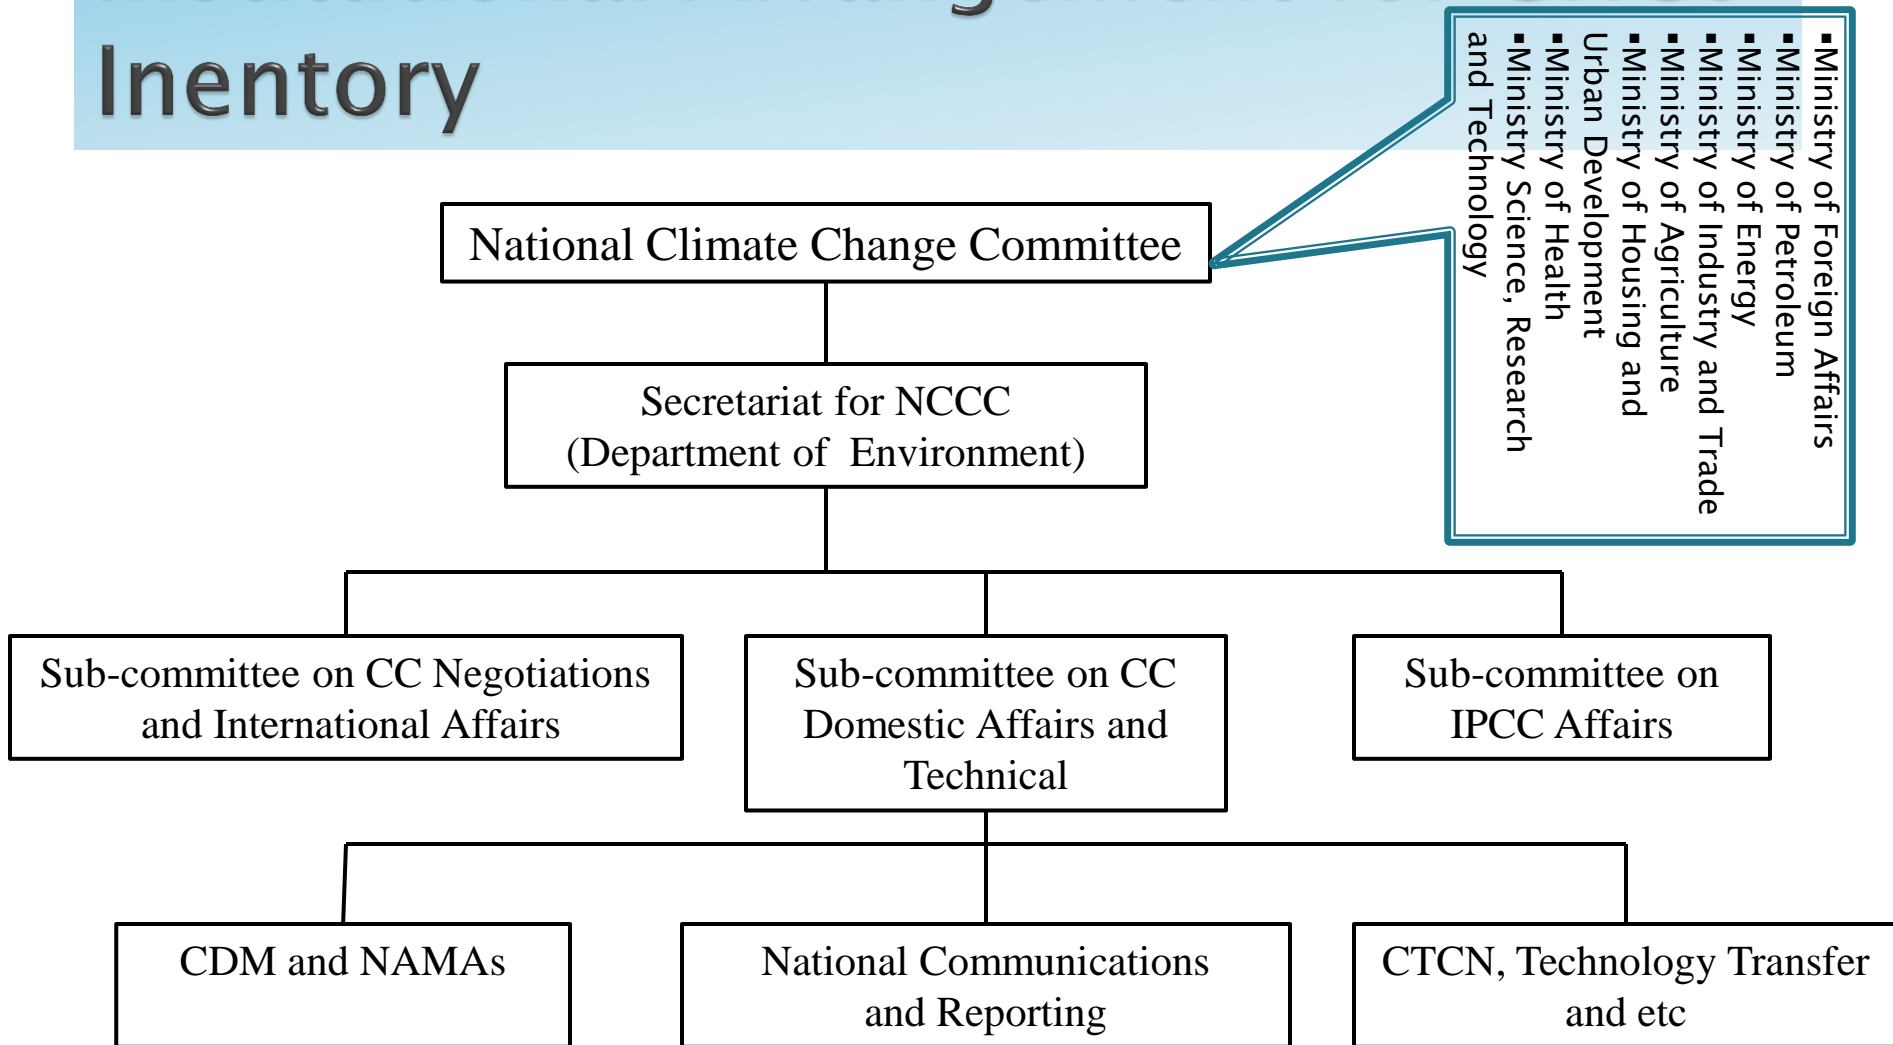 Inentory
▪Ministry of Foreign Affairs
▪Ministry of Petroleum
▪Ministry of Energy
▪Ministry of Industry and Trade
▪Ministry of Agriculture
▪Ministry of Housing and
Urban Development
▪Ministry of Health
▪Ministry Science, Research
and Technology
National Climate Change Committee
Secretariat for NCCC
(Department of Environment)
Sub-committee on CC Negotiations
and International Affairs
Sub-committee on CC
Domestic Affairs and
Technical
Sub-committee on
IPCC Affairs
CDM and NAMAs
National Communications
and Reporting
CTCN, Technology Transfer
and etc